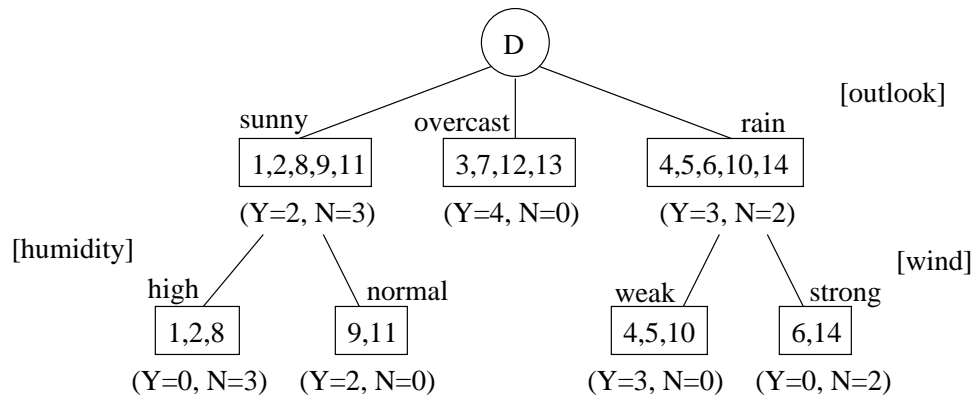 D
[outlook]
sunny overcast rain
1,2,8,9,11 3,7,12,13 4,5,6,10,14
(Y=2, N=3) (Y=4, N=0) (Y=3, N=2)
[humidity] [wind]
high normal weak strong
1,2,8 9,11 4,5,10 6,14
(Y=0, N=3) (Y=2, N=0) (Y=3, N=0) (Y=0, N=2)